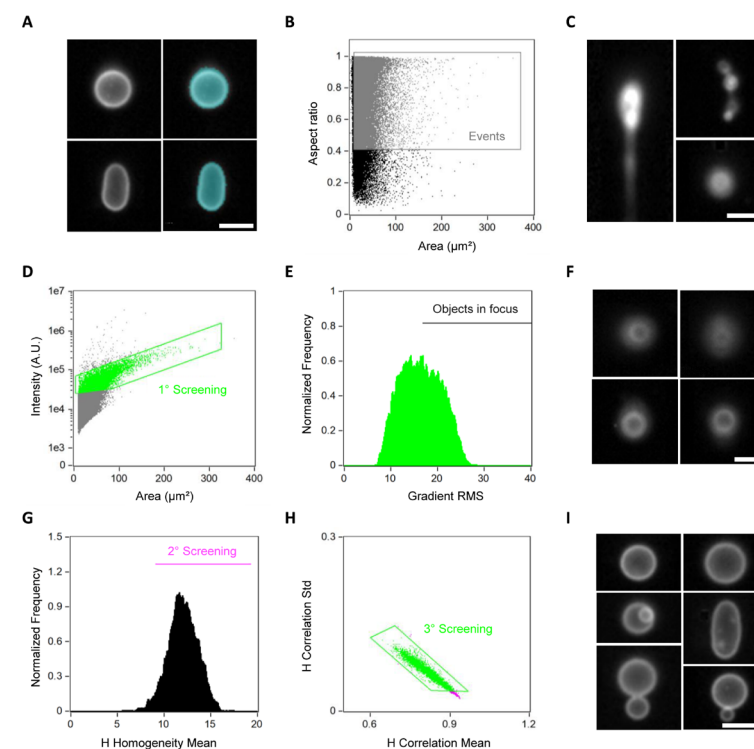 A
B
C
Aspect ratio
1
0.8
0.6
0.4
0.2
0
Events
0
100
200
300
400
Area (µm²)
D
E
F
Intensity (A.U.)
1e7
1e6
1e5
1e4
1e3
0
1° Screening
0
100
200
300
400
Area (µm²)
Normalized Frequency
1
0.8
0.6
0.4
0.2
0
Objects in focus
0
10
20
30
40
Gradient RMS
G
H
I
Normalized Frequency
1.5
1.2
0.9
0.6
0.3
0
2° Screening
0
5
10
15
20
H Homogeneity Mean
H Correlation Std
0.3
0
3° Screening
0.6
0.9
1.2
H Correlation Mean